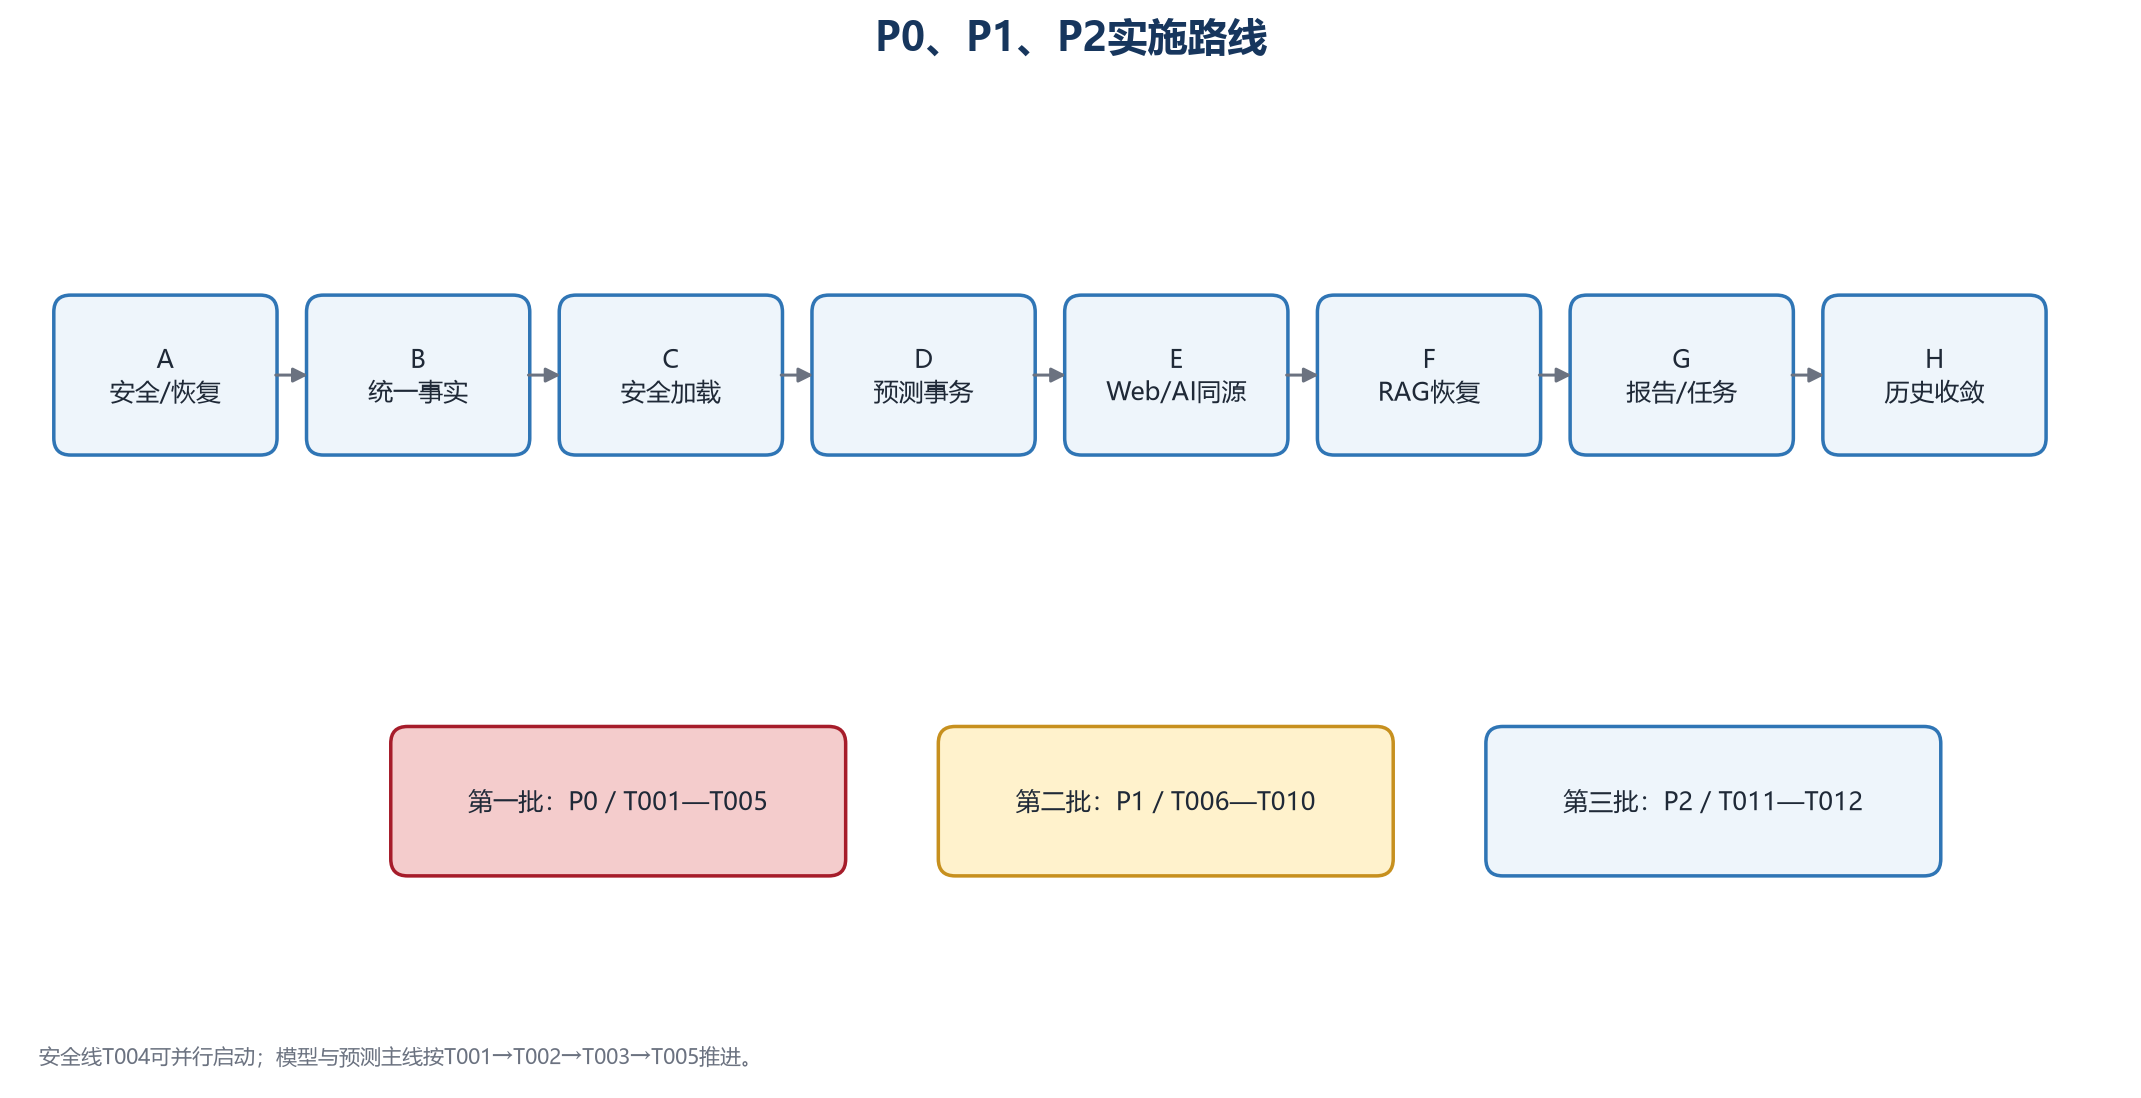 P0、P1、P2实施路线
A
安全/恢复
B
统一事实
C
安全加载
D
预测事务
E
Web/AI同源
F
RAG恢复
G
报告/任务
H
历史收敛
第一批：P0 / T001—T005
第二批：P1 / T006—T010
第三批：P2 / T011—T012
安全线T004可并行启动；模型与预测主线按T001→T002→T003→T005推进。